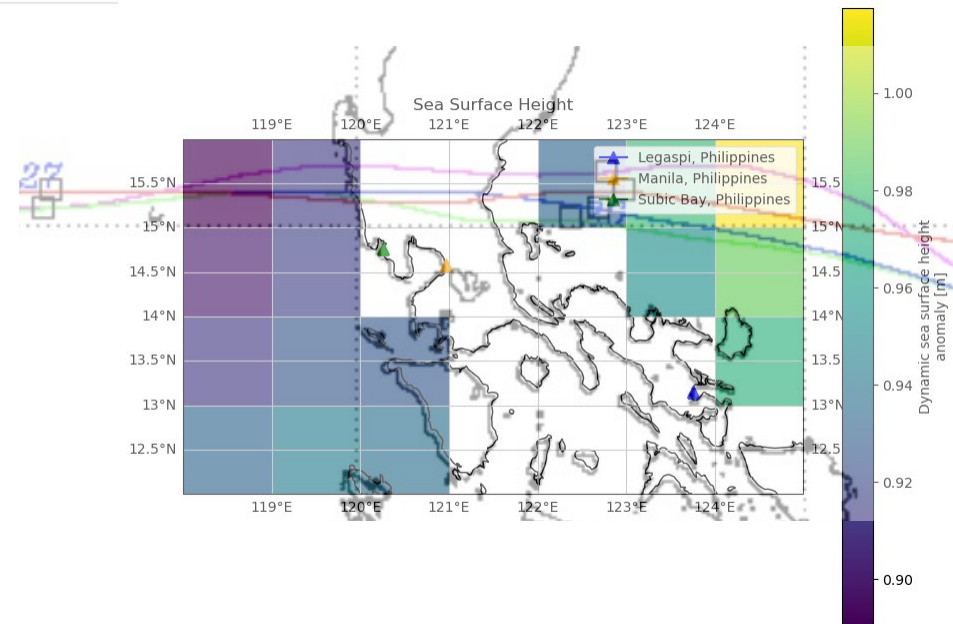 Sea Surface Height
119°E 120°E 121°E 122°E 123°E 124°E
27
Legaspi, Philippines
Manila, Philippines
Subic Bay, Philippines
15.5°N 15.5
15°N 15°N
14.5°N 14.5
14°N 14°N
13.5°N 13.5
13°N 13°N
12.5°N 12.5
119°E 120°E 121°E 122°E 123°E 124°E
1.00
0.98
0.96
0.94
0.92
0.90
Dynamic sea surface height
anomaly [m]